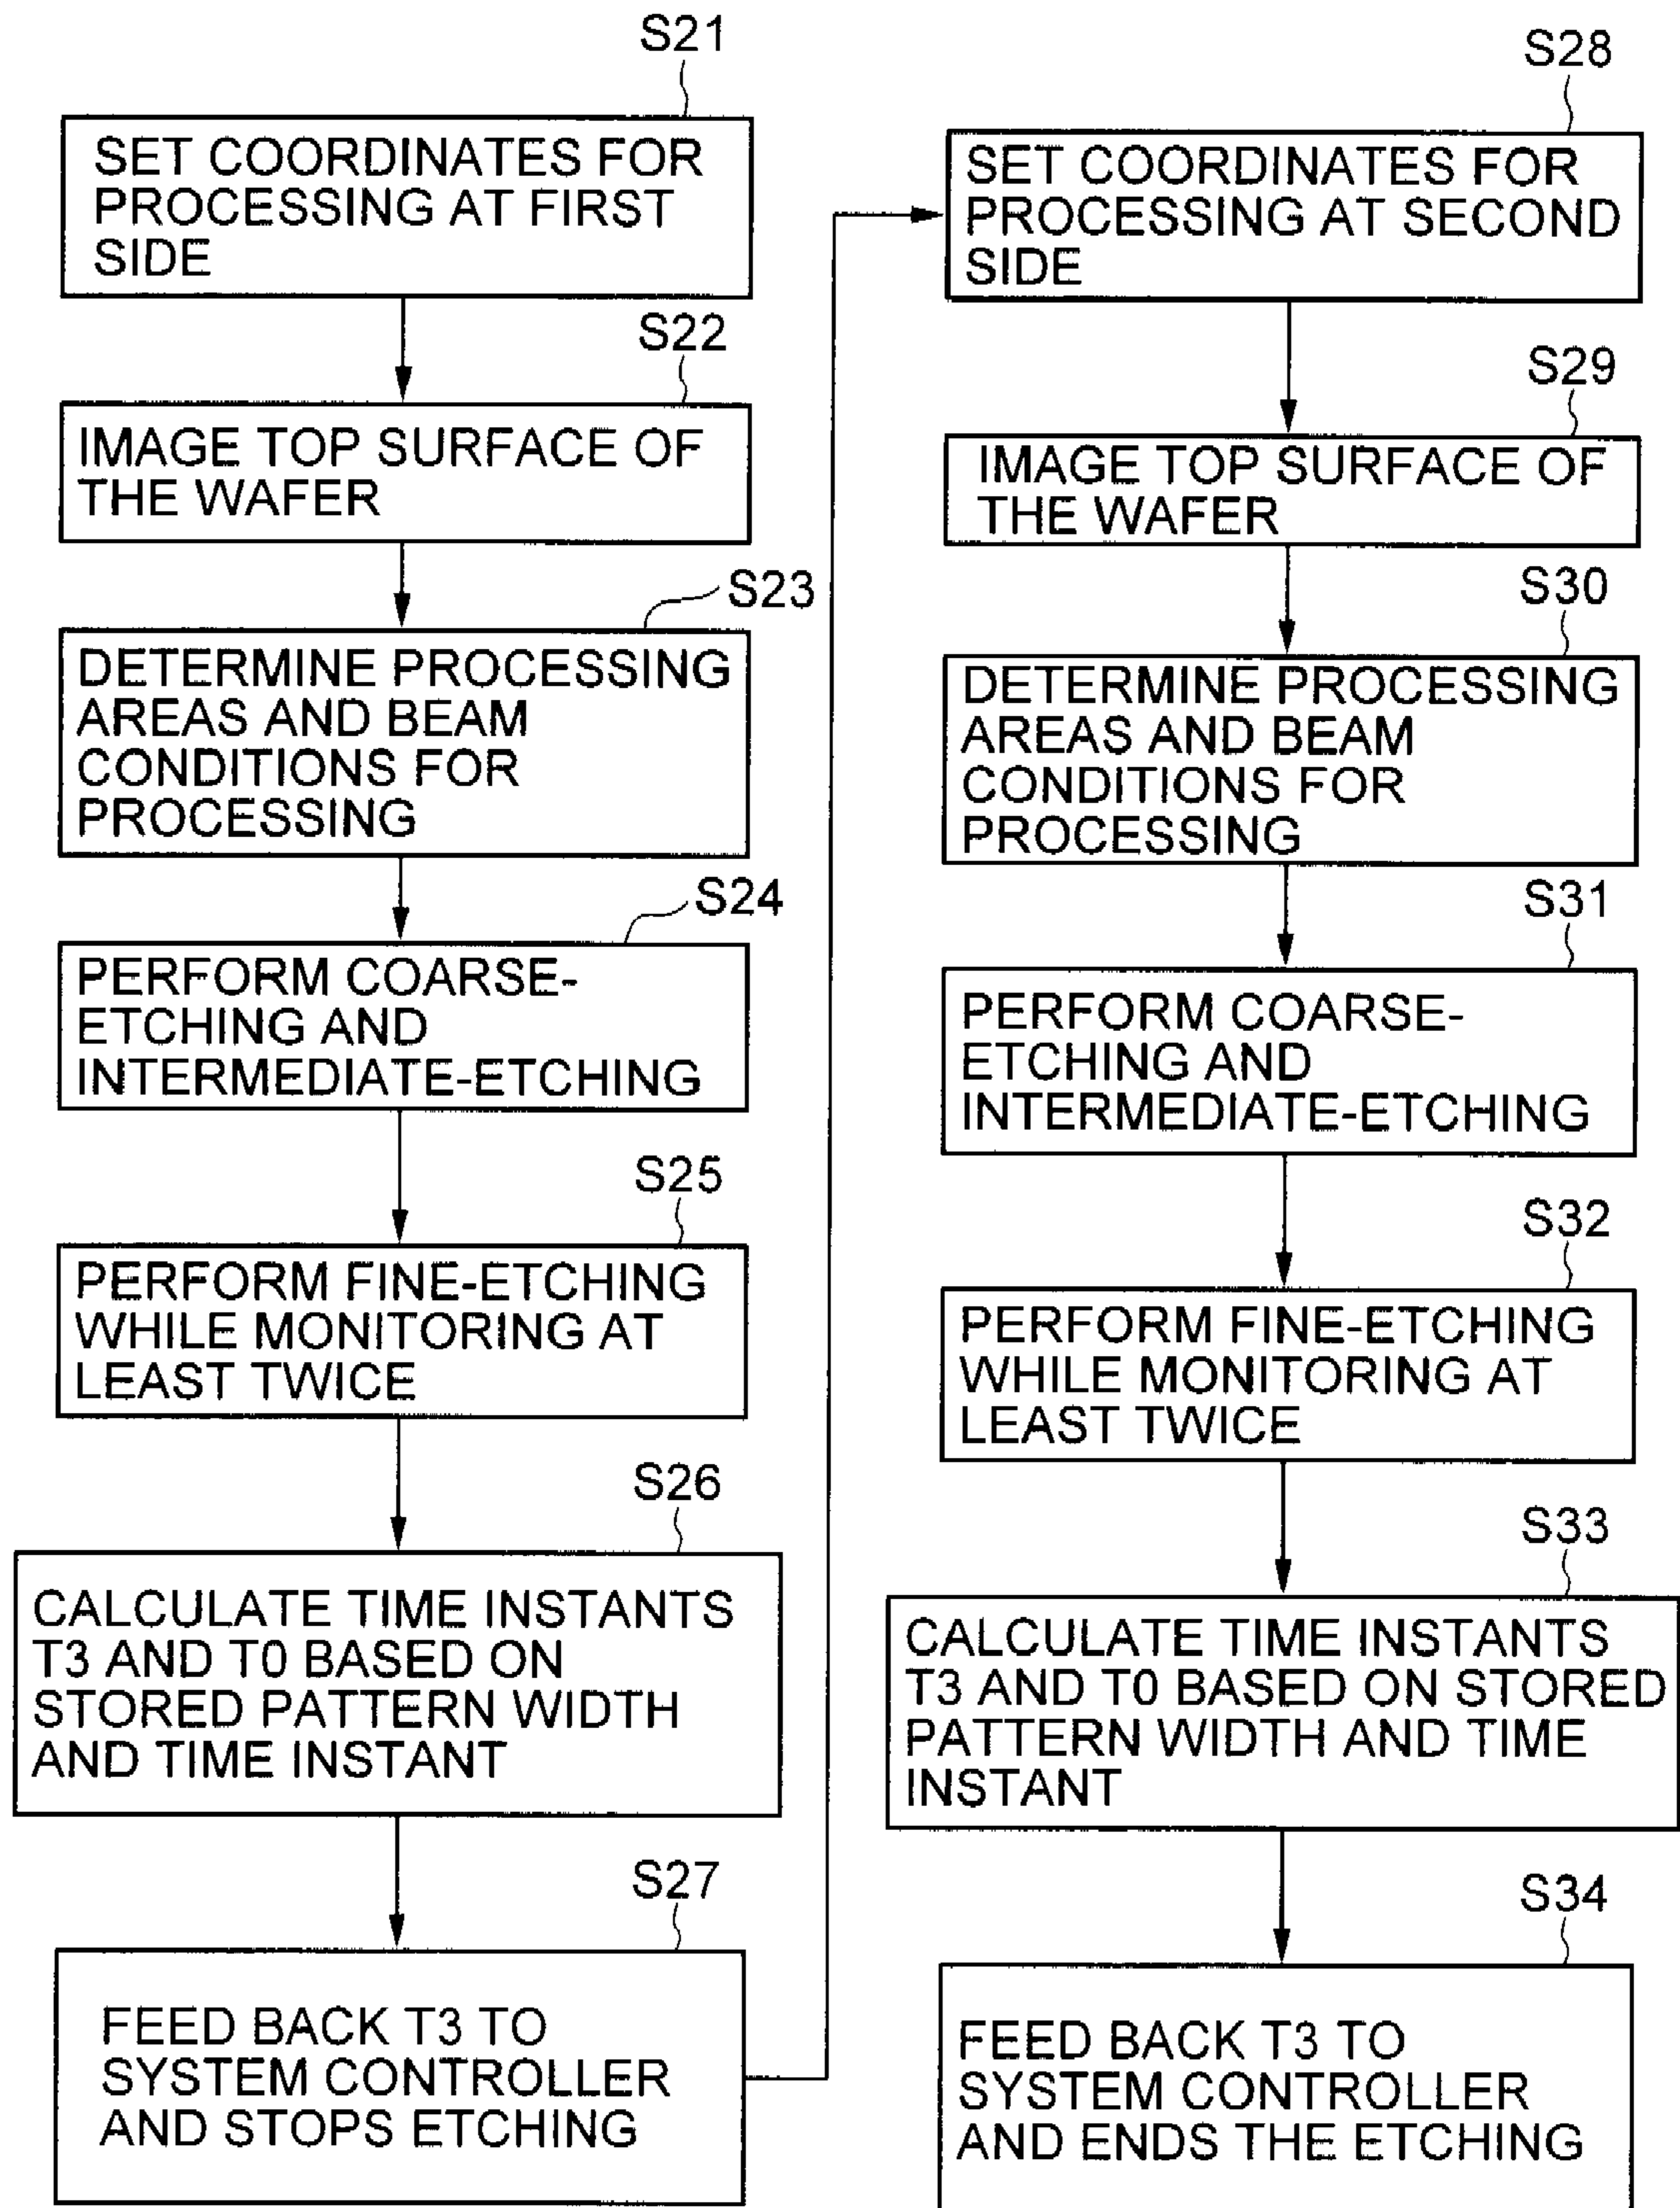 S21
SET COORDINATES FOR
PROCESSING AT FIRST
SIDE
S22
IMAGE TOP SURFACE OF
THE WAFER
S23
DETERMINE PROCESSING
AREAS AND BEAM
CONDITIONS FOR
PROCESSING
S24
PERFORM COARSE-
ETCHING AND
INTERMEDIATE-ETCHING
S25
PERFORM FINE-ETCHING
WHILE MONITORING AT
LEAST TWICE
S26
CALCULATE TIME INSTANTS
T3 AND T0 BASED ON
STORED PATTERN WIDTH
AND TIME INSTANT
S27
FEED BACK T3 TO
SYSTEM CONTROLLER
AND STOPS ETCHING
S28
SET COORDINATES FOR
PROCESSING AT SECOND
SIDE
S29
IMAGE TOP SURFACE OF
THE WAFER
S30
DETERMINE PROCESSING
AREAS AND BEAM
CONDITIONS FOR
PROCESSING
S31
PERFORM COARSE-
ETCHING AND
INTERMEDIATE-ETCHING
S32
PERFORM FINE-ETCHING
WHILE MONITORING AT
LEAST TWICE
S33
CALCULATE TIME INSTANTS
T3 AND T0 BASED ON STORED
PATTERN WIDTH AND TIME
INSTANT
S34
FEED BACK T3 TO
SYSTEM CONTROLLER
AND ENDS THE ETCHING